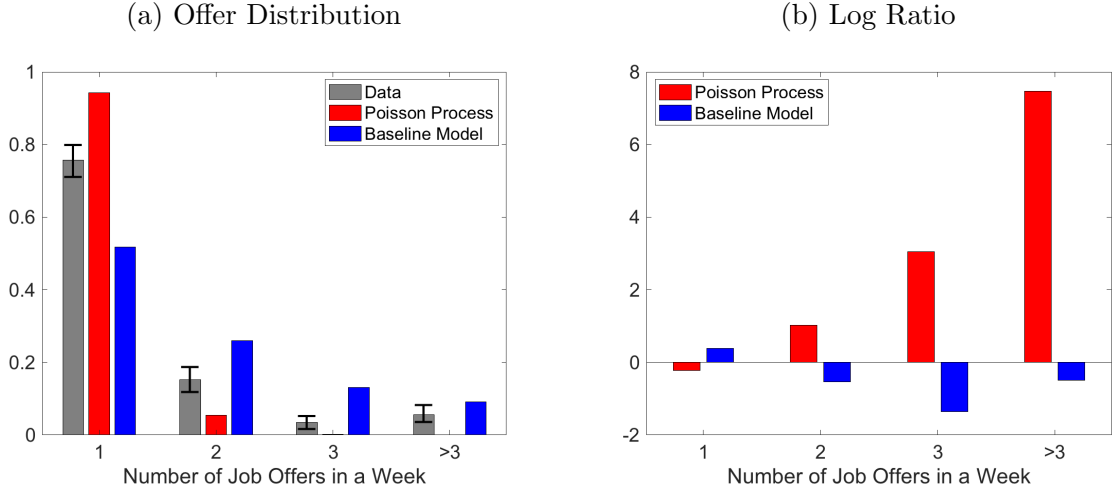 (a) Offer Distribution
1
0.8
0.6
0.4
0.2
0
Data
Poisson Process
Baseline Model
1 2 3 >3
Number of Job Offers in a Week
(b) Log Ratio
8
6
4
2
0
-2
Poisson Process
Baseline Model
1 2 3 >3
Number of Job Offers in a Week